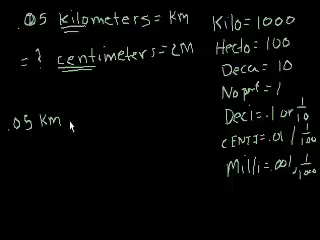 .05 kilometers = KM
= ? centimeters = CM
.05 KM
Kilo = 1000
Hecto = 100
Deca = 10
No pref = 1
Deci = .1 or 1/10
CENTI = .01 / 1/100
Milli = .001, 1/1000